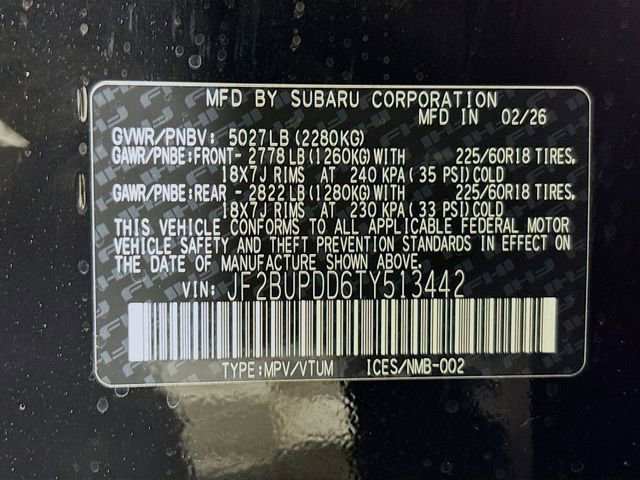 MFD BY SUBARU CORPORATION
MFD IN 02/26
GVWR/PNBV: 5027LB (2280KG)
GAWR/PNBE:FRONT- 2778 LB (1260KG) WITH 225/60R18 TIRES,
18X7J RIMS AT 240 KPA ( 35 PSI) COLD
GAWR/PNBE:REAR - 2822 LB (1280KG) WITH 225/60R18 TIRES,
18X7J RIMS AT 230 KPA ( 33 PSI) COLD
THIS VEHICLE CONFORMS TO ALL APPLICABLE FEDERAL MOTOR
VEHICLE SAFETY AND THEFT PREVENTION STANDARDS IN EFFECT ON
THE DATE OF MANUFACTURE SHOWN ABOVE.
VIN: JF2BUPDD6TY513442
TYPE:MPV/VTUM ICES/NMB-002